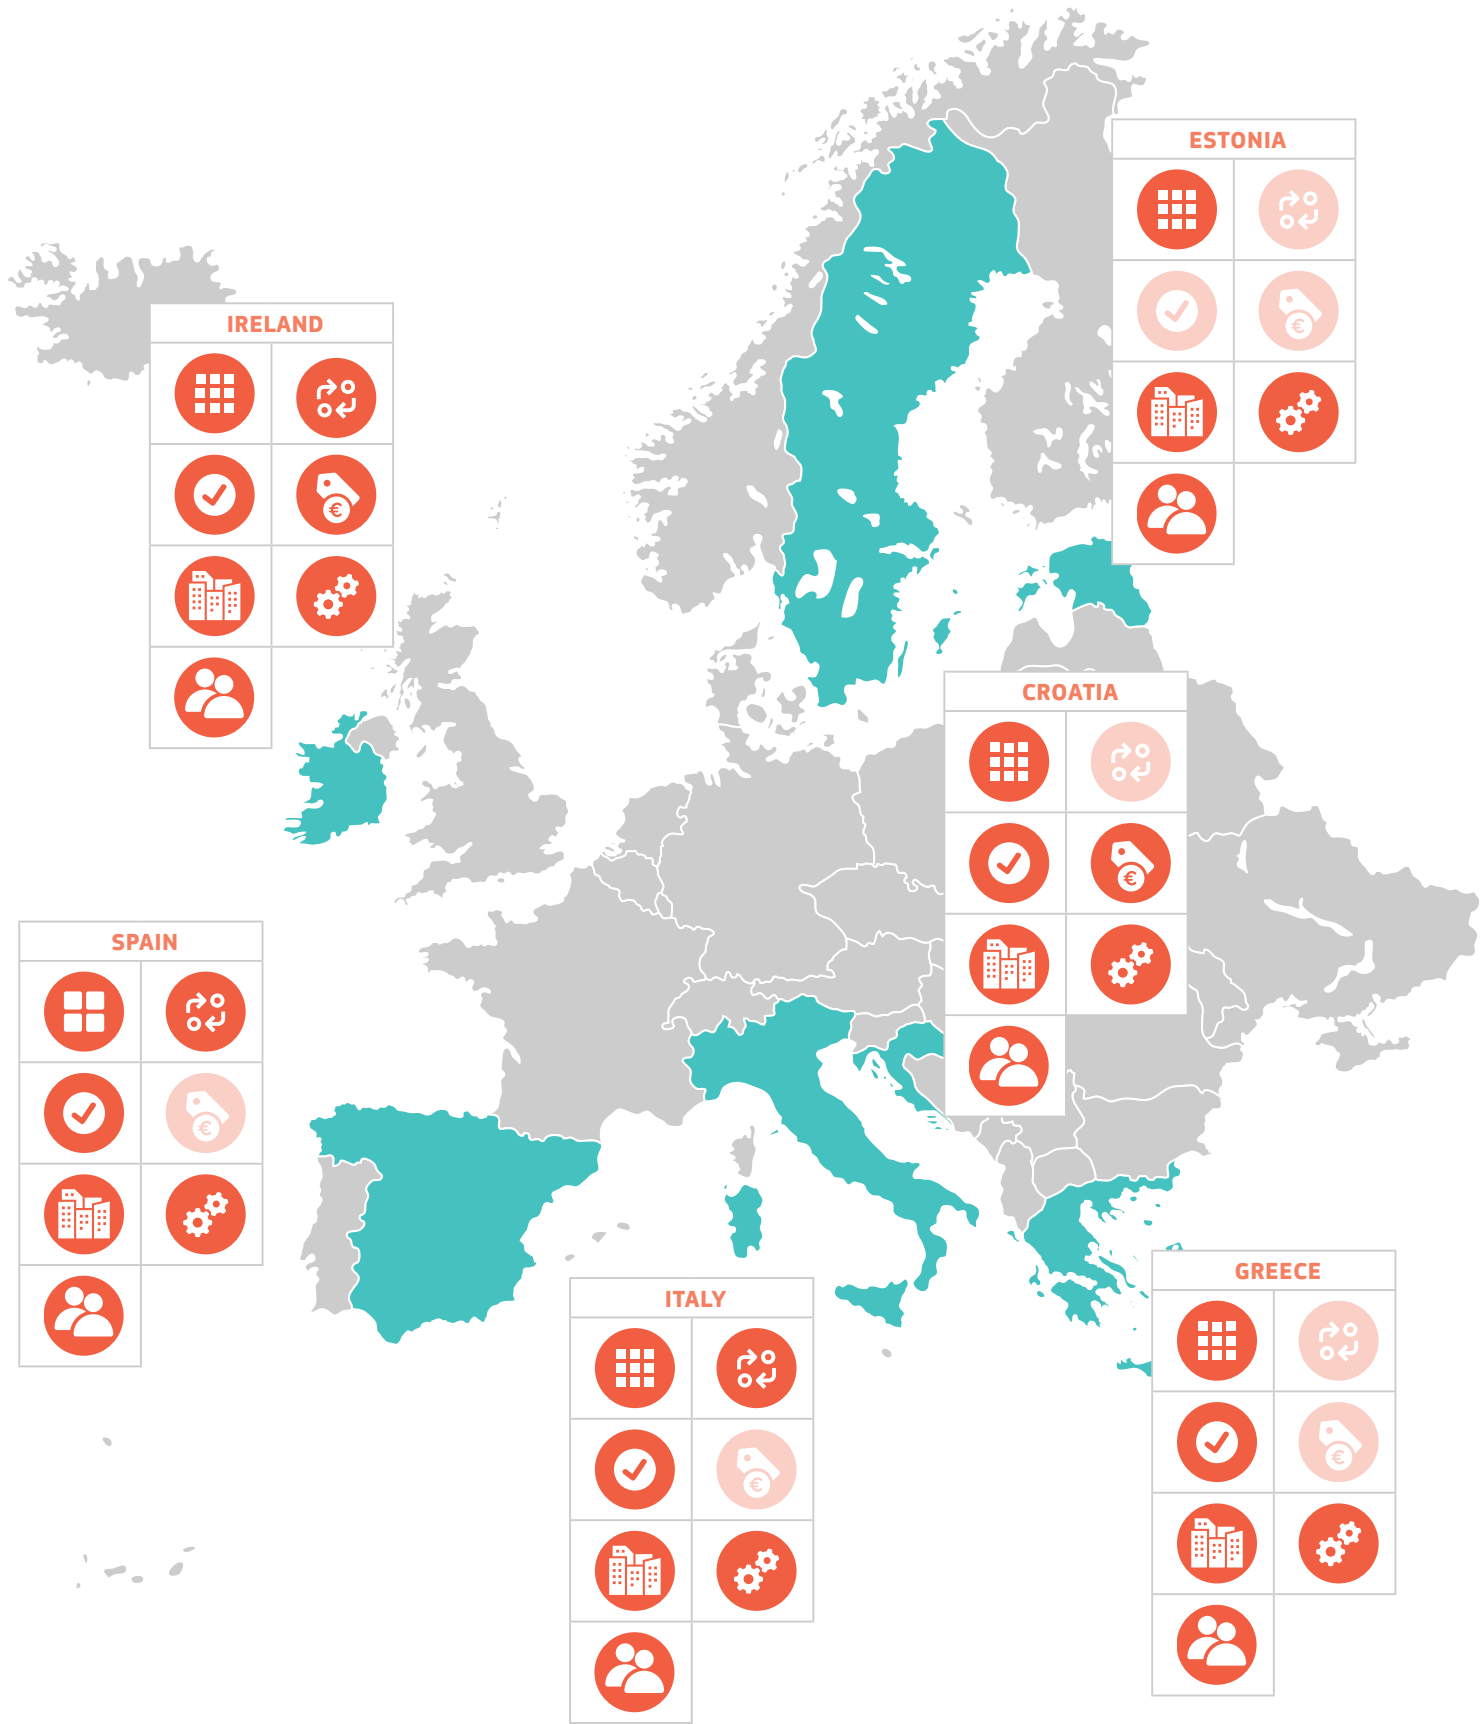 ESTONIA
IRELAND
€
€
CROATIA
€
SPAIN
€
GREECE
ITALY
€
€